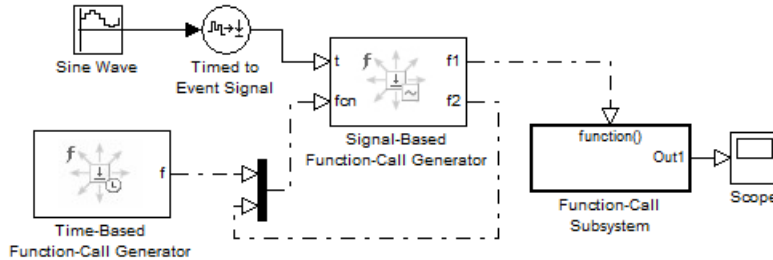 Sine Wave
Timed to
Event Signal
t
fcn
f1
f2
Signal-Based
Function-Call Generator
f
Time-Based
Function-Call Generator
function()
Out1
Function-Call
Subsystem
Scope